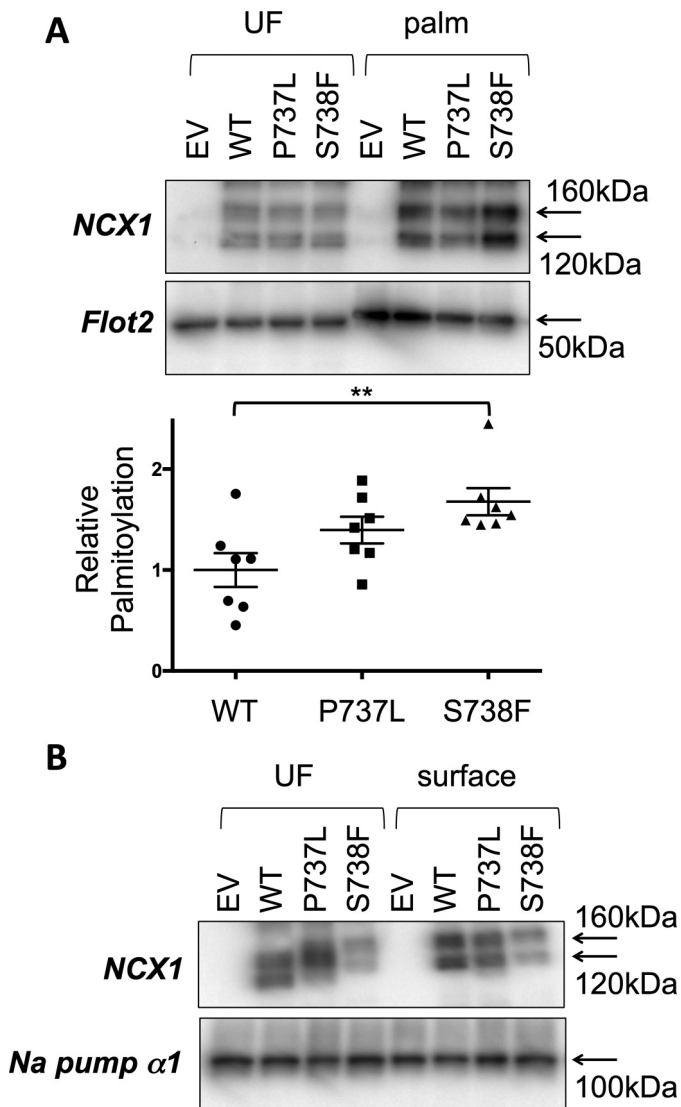 A
UF palm
EV WT P737L S738F EV WT P737L S738F
NCX1
160kDa
120kDa
Flot2
50kDa
**
Relative
Palmitoylation
2
1
0
WT P737L S738F
B
UF surface
EV WT P737L S738F EV WT P737L S738F
NCX1
160kDa
120kDa
Na pump α1
100kDa